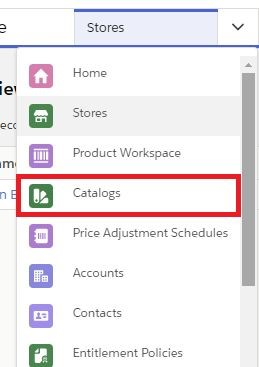 e
Stores
Home
Stores
Product Workspace
Catalogs
Price Adjustment Schedules
Accounts
Contacts
Entitlement Policies